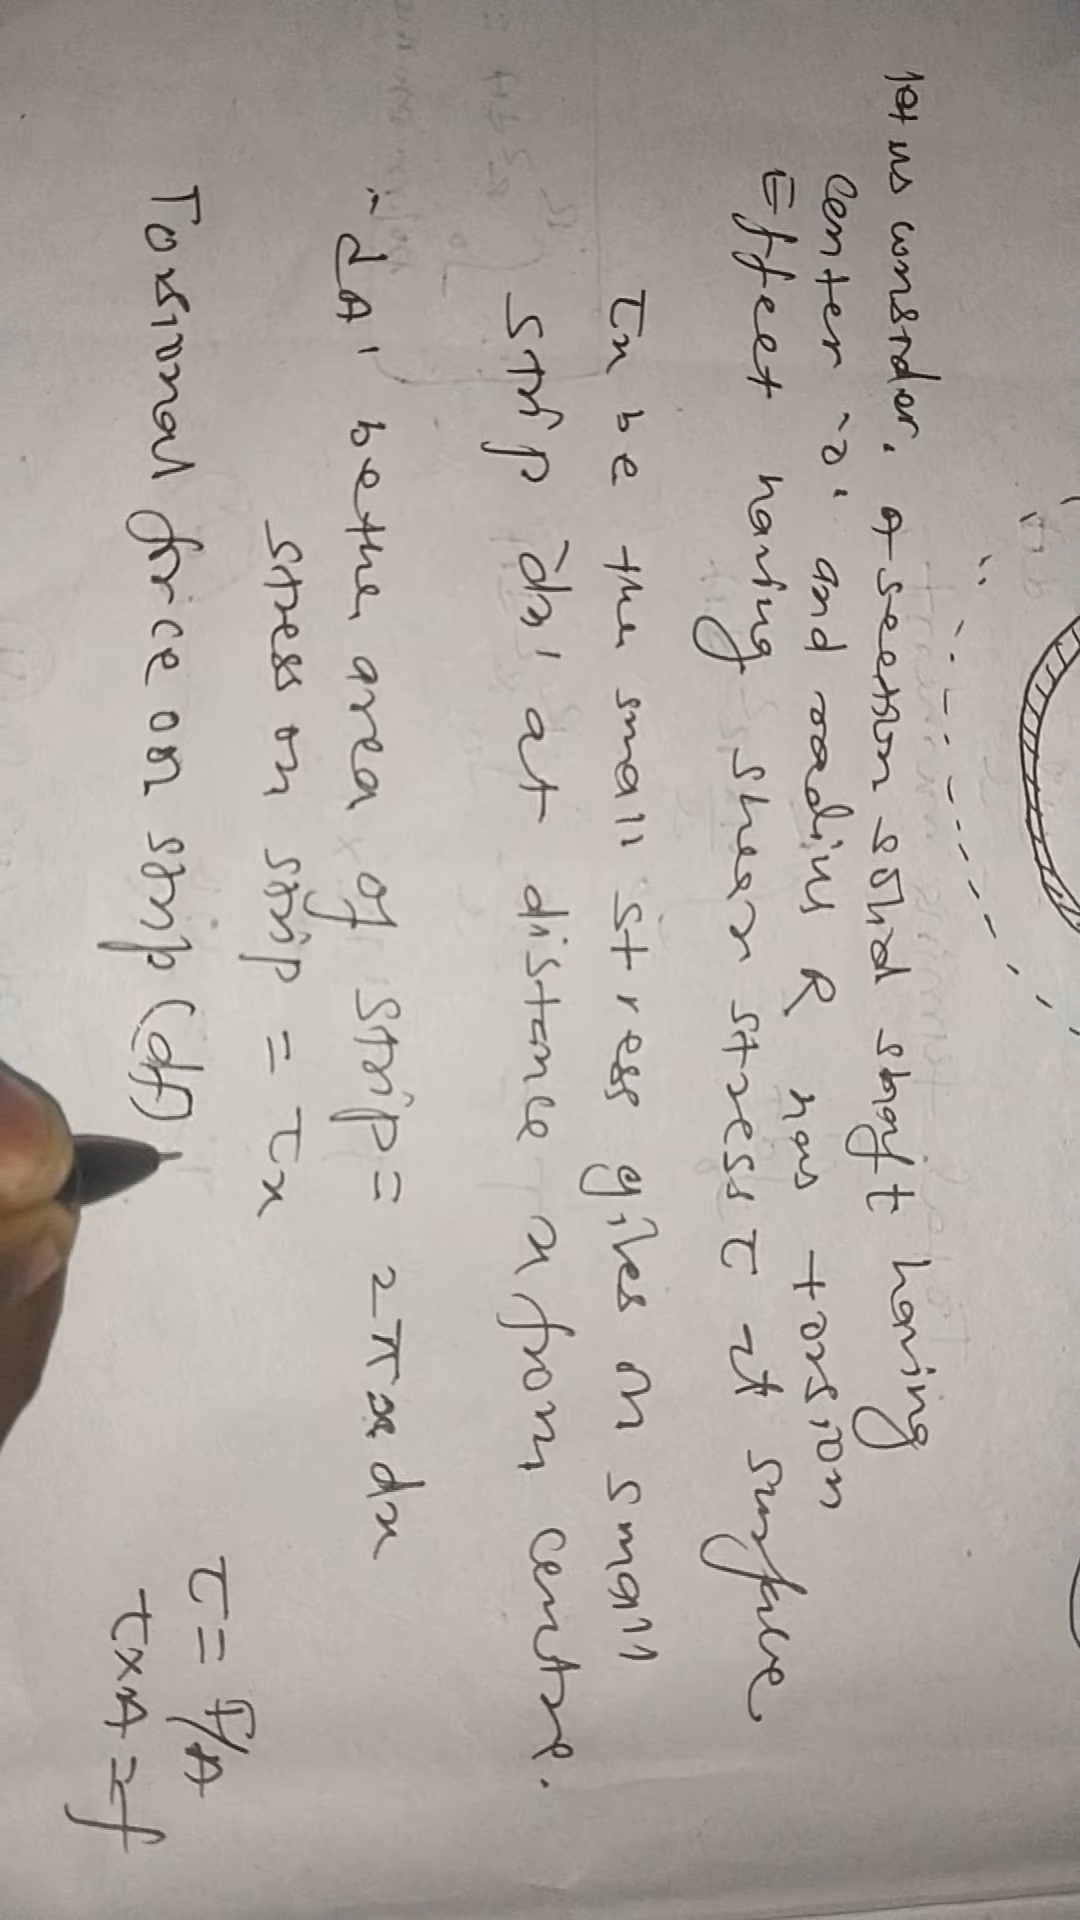 let us consider. A section solid shaft having
center 'o' and radius R has torsion
Effect having shear stress τ at surface
τx be the small stress gives on small
strip 'dx' at distance x from centre.
∴ dA' be the area of strip = 2πx dx
stress on strip = τx
Torsional force on strip (df)
τ = F/A
τ×A = f